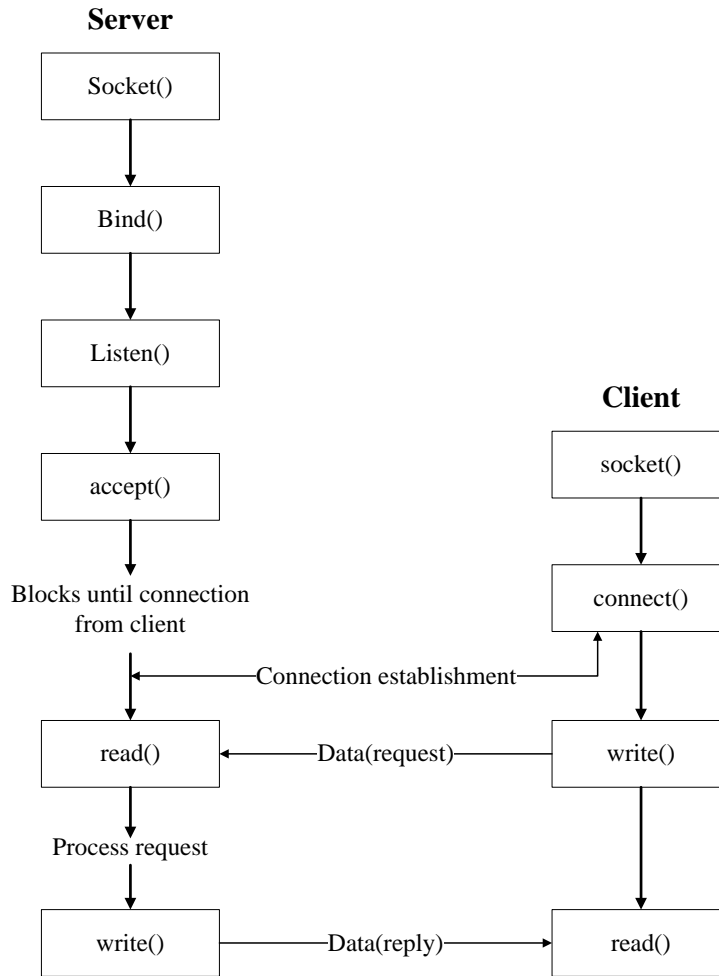 Server
Socket()
Bind()
Listen()
accept()
Blocks until connection
from client
read()
Process request
write()
Client
socket()
connect()
Connection establishment
write()
Data(request)
Data(reply)
read()